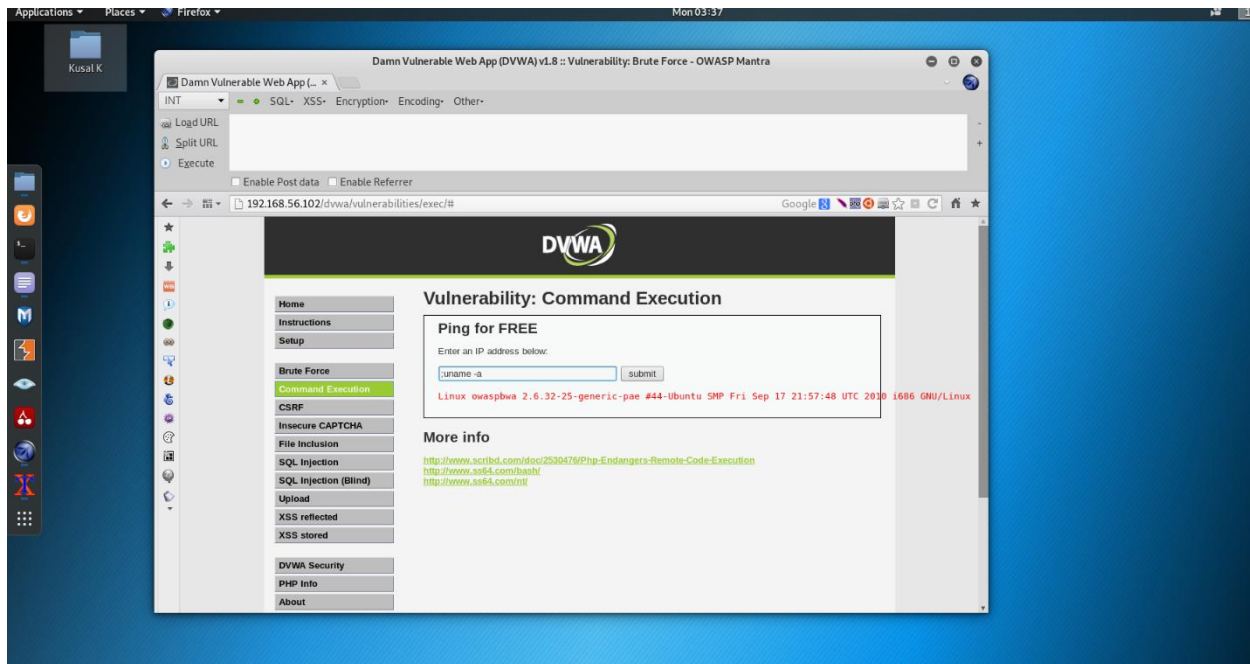 Applications Places Firefox Mon 03:37 1
Kusal K
Damn Vulnerable Web App (DVWA) v1.8 :: Vulnerability: Brute Force - OWASP Mantra
Damn Vulnerable Web App (... ×
INT SQL- XSS- Encryption- Encoding- Other-
Load URL
Split URL
Execute
Enable Post data Enable Referrer
192.168.56.102/dvwa/vulnerabilities/exec/# Google
DVWA
Home
Instructions
Setup
Brute Force
Command Execution
CSRF
Insecure CAPTCHA
File Inclusion
SQL Injection
SQL Injection (Blind)
Upload
XSS reflected
XSS stored
DVWA Security
PHP Info
About
Vulnerability: Command Execution
Ping for FREE
Enter an IP address below:
;uname -a submit
Linux owaspbwa 2.6.32-25-generic-pae #44-Ubuntu SMP Fri Sep 17 21:57:48 UTC 2010 i686 GNU/Linux
More info
http://www.scribd.com/doc/2530476/Php-Endangers-Remote-Code-Execution
http://www.ss64.com/bash/
http://www.ss64.com/nt/